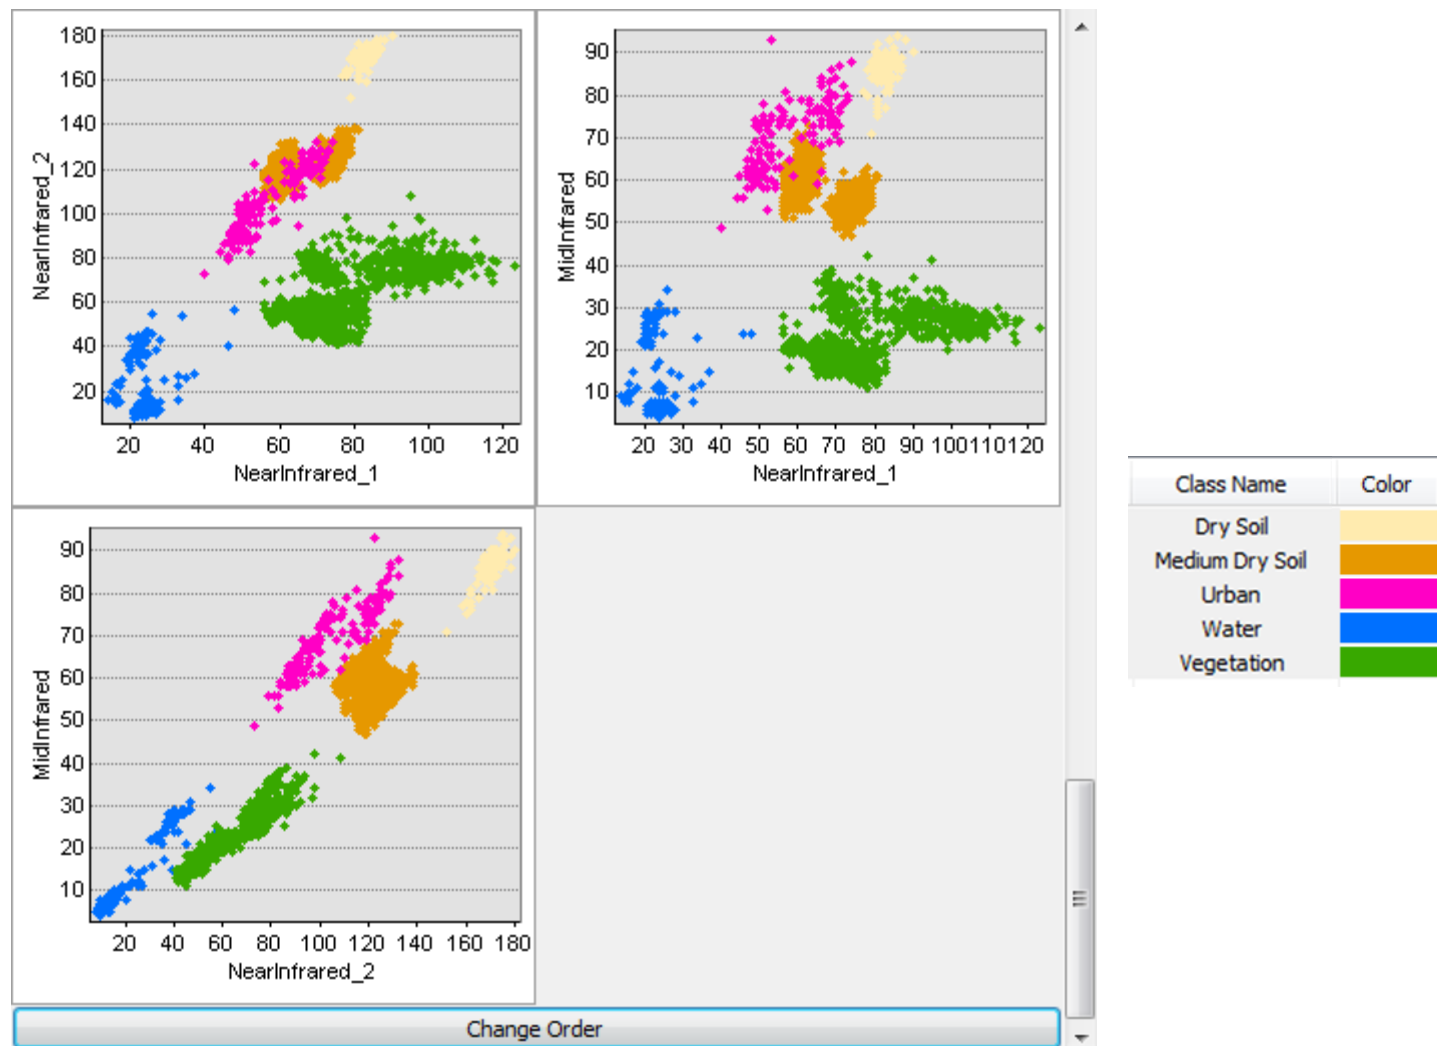 180
160
140
120
100
80
60
40
20
NearInfrared_2
20 40 60 80 100 120
NearInfrared_1
90
80
70
60
50
40
30
20
10
MidInfrared
20 30 40 50 60 70 80 90 100110120
NearInfrared_1
90
80
70
60
50
40
30
20
10
MidInfrared
20 40 60 80 100 120 140 160 180
NearInfrared_2
Change Order
Class Name Color
Dry Soil
Medium Dry Soil
Urban
Water
Vegetation